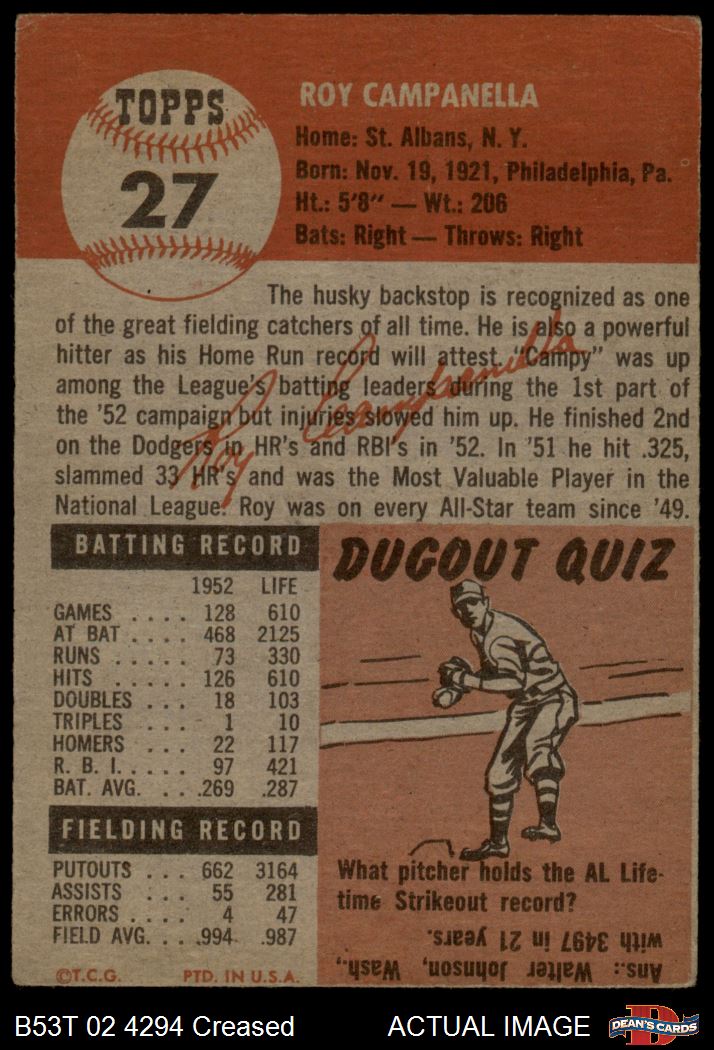 TOPPS
27
ROY CAMPANELLA
Home: St. Albans, N. Y.
Born: Nov. 19, 1921, Philadelphia, Pa.
Ht.: 5'8" — Wt.: 206
Bats: Right — Throws: Right
The husky backstop is recognized as one
of the great fielding catchers of all time. He is also a powerful
hitter as his Home Run record will attest. "Campy" was up
among the League's batting leaders during the 1st part of
the '52 campaign but injuries slowed him up. He finished 2nd
on the Dodgers in HR's and RBI's in '52. In '51 he hit .325,
slammed 33 HR's and was the Most Valuable Player in the
National League. Roy was on every All-Star team since '49.
Roy Campanella
BATTING RECORD
1952 LIFE
GAMES .... 128 610
AT BAT .... 468 2125
RUNS ..... 73 330
HITS ..... 126 610
DOUBLES ... 18 103
TRIPLES ... 1 10
HOMERS ... 22 117
R. B. I. .... 97 421
BAT. AVG. ... .269 .287
FIELDING RECORD
PUTOUTS ... 662 3164
ASSISTS ... 55 281
ERRORS ... 4 47
FIELD AVG. ... .994 .987
©T.C.G. PTD. IN U.S.A.
DUGOUT QUIZ
What pitcher holds the AL Life-
time Strikeout record?
Ans.: Walter Johnson, Wash.,
with 3497 in 21 years.
B53T 02 4294 Creased
ACTUAL IMAGE
D
DEAN'S CARDS